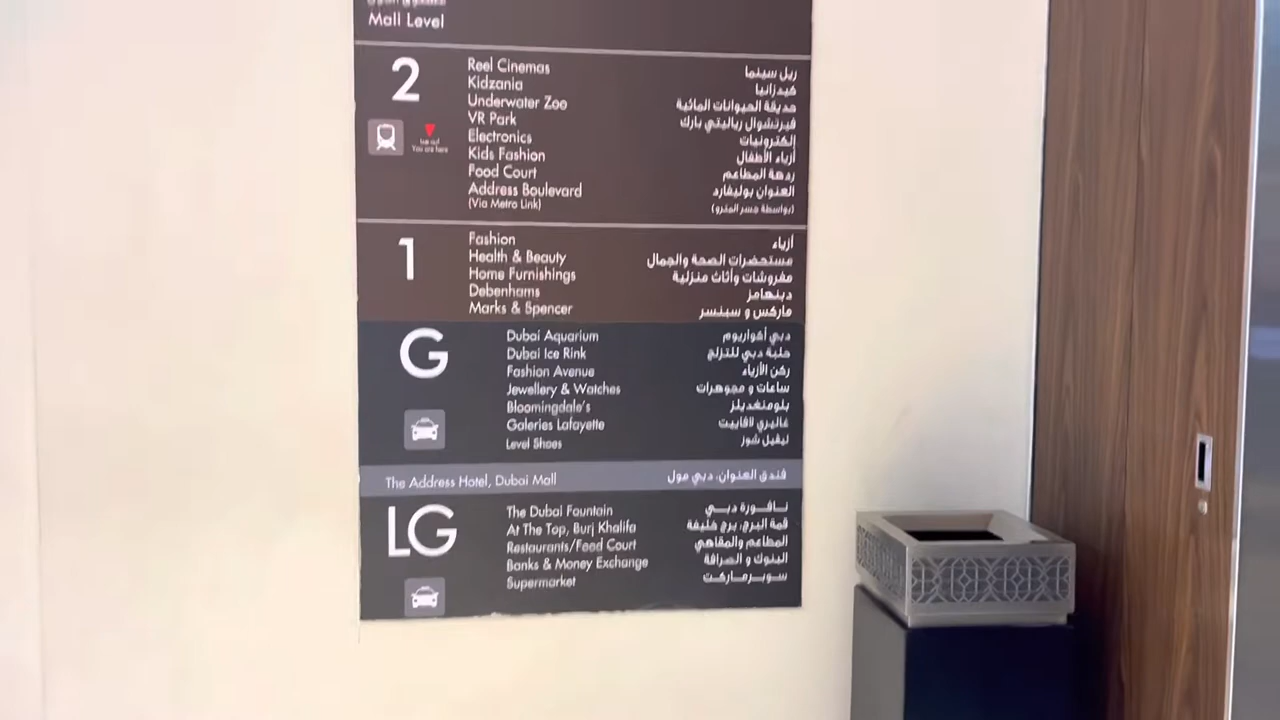 Mall Level
2
Reel Cinemas ريل سينما
Kidzania كيدزانيا
Underwater Zoo حديقة الحيوانات المائية
VR Park فيرتشوال رياليتي بارك
Electronics إلكترونيات
You are here
Kids Fashion أزياء الأطفال
Food Court ردهة المطاعم
Address Boulevard العنوان بوليفارد
(Via Metro Link) (بواسطة جسر المترو)
1
Fashion أزياء
Health & Beauty مستحضرات الصحة والجمال
Home Furnishings مفروشات وأثاث منزلية
Debenhams دبنهامز
Marks & Spencer ماركس و سبنسر
G
Dubai Aquarium دبي أكواريوم
Dubai Ice Rink حلبة دبي للتزلج
Fashion Avenue ركن الأزياء
Jewellery & Watches ساعات و مجوهرات
Bloomingdale's بلومنغديلز
Galeries Lafayette غاليري لافاييت
Level Shoes ليفيل شوز
The Address Hotel, Dubai Mall فندق العنوان، دبي مول
LG
The Dubai Fountain نافورة دبي
At The Top, Burj Khalifa قمة البرج، برج خليفة
Restaurants/Food Court المطاعم والمقاهي
Banks & Money Exchange البنوك و الصرافة
Supermarket سوبرماركت